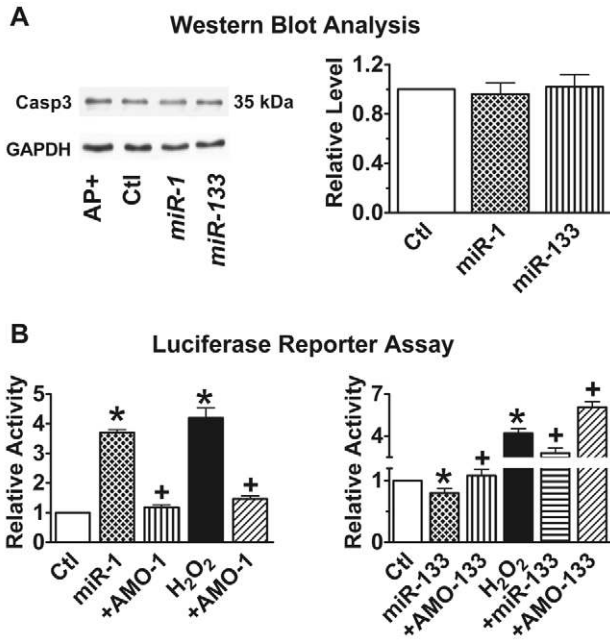 A
Western Blot Analysis
Casp3
35 kDa
GAPDH
AP+
Ctl
miR-1
miR-133
Relative Level
1.2
0.8
0.4
0.0
Ctl
miR-1
miR-133
B
Luciferase Reporter Assay
Relative Activity
5
4
3
2
1
0
*
+
*
+
Ctl
miR-1
+AMO-1
H₂O₂
+AMO-1
Relative Activity
7
4
1
0
*
+
*
+
+
Ctl
miR-133
+AMO-133
H₂O₂
+miR-133
+AMO-133